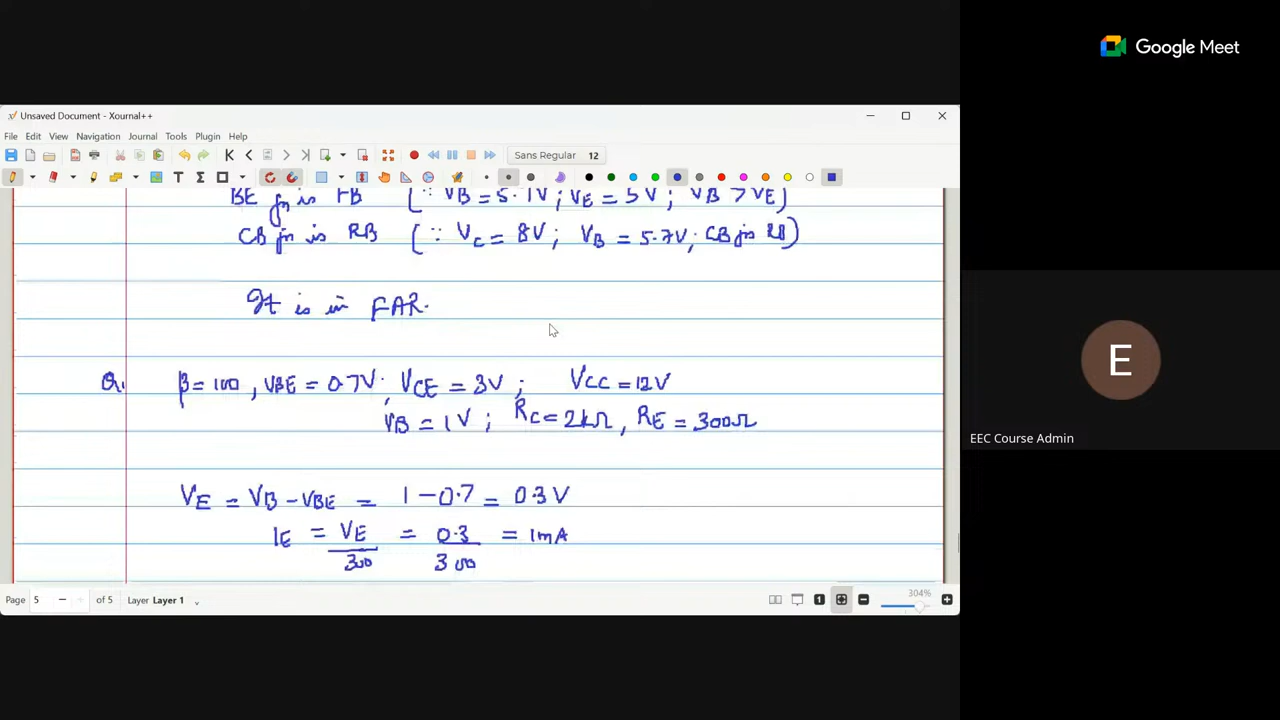 Google Meet
Unsaved Document - Xournal++
File Edit View Navigation Journal Tools Plugin Help
Sans Regular 12
BE jn is FB (∵ VB = 5.7V; VE = 5V; VB > VE)
CB jn is RB (∵ VC = 8V; VB = 5.7V; CB jn is RB)
It is in FAR.
Q. β = 100, VBE = 0.7V; VCE = 3V; VCC = 12V
VB = 1V; RC = 2kΩ, RE = 300Ω
VE = VB - VBE = 1 - 0.7 = 0.3V
IE = VE = 0.3 = 1mA
300 300
EEC Course Admin
E
Page 5 of 5 Layer Layer 1
304%